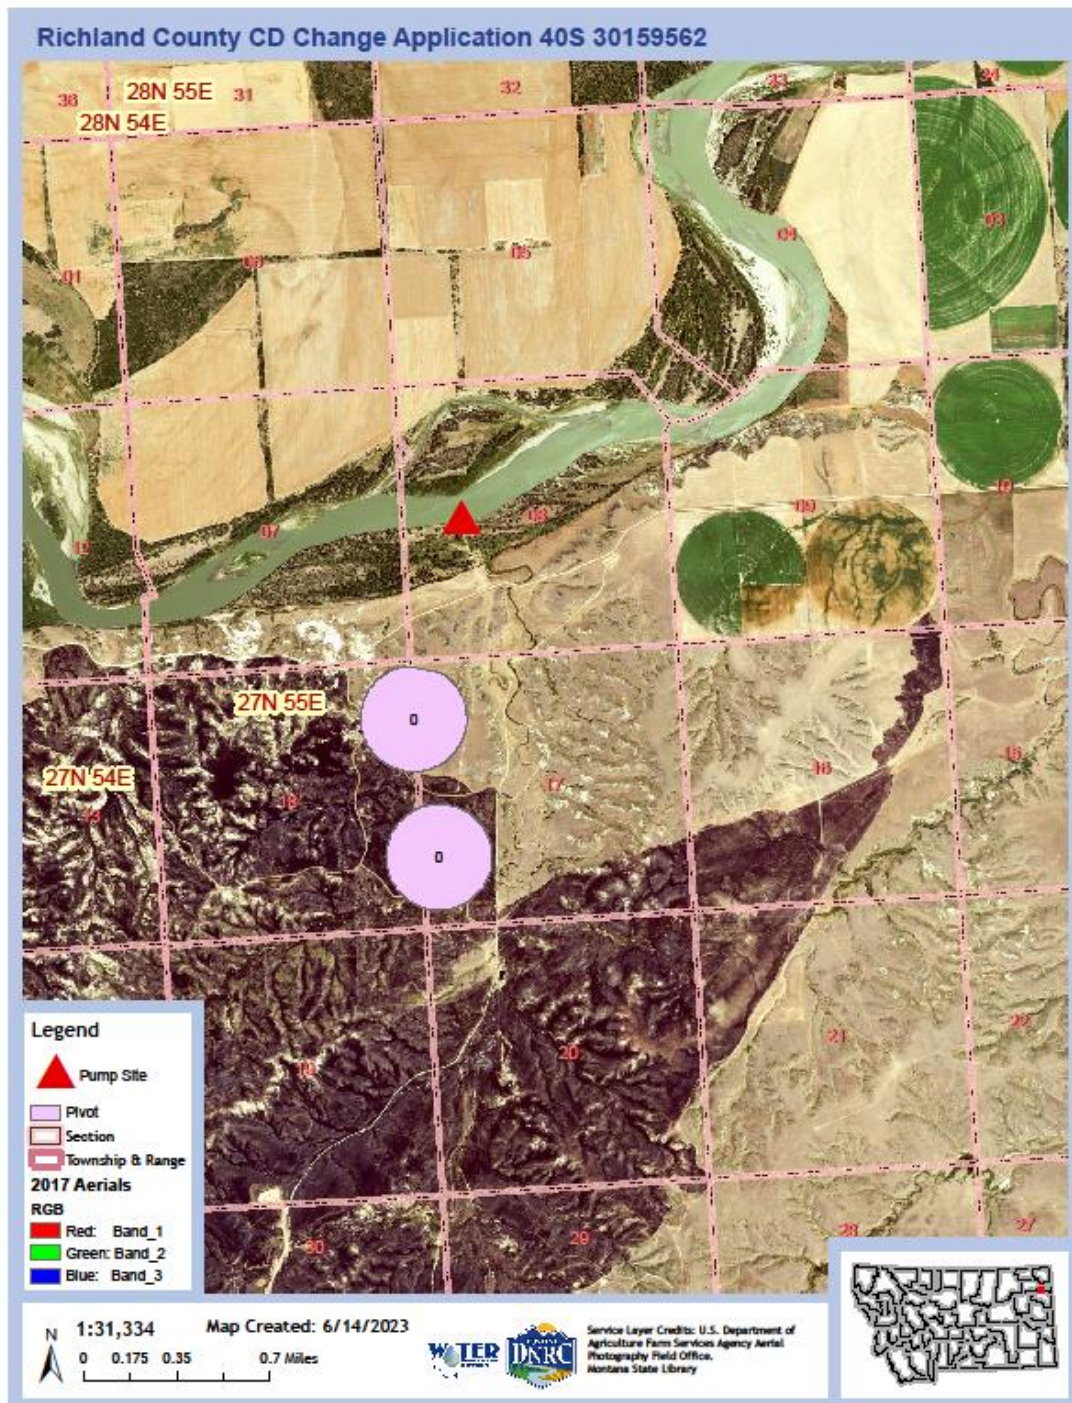 Richland County CD Change Application 40S 30159562
36
28N 55E
31
32
33
34
28N 54E
01
06
05
04
03
12
07
08
09
10
27N 55E
0
27N 54E
13
18
17
16
15
0
19
20
21
22
30
29
28
27
Legend
Pump Site
Pivot
Section
Township & Range
2017 Aerials
RGB
Red: Band_1
Green: Band_2
Blue: Band_3
N
1:31,334
Map Created: 6/14/2023
0 0.175 0.35 0.7 Miles
WATER
DNRC
Service Layer Credits: U.S. Department of
Agriculture Farm Services Agency Aerial
Photography Field Office.
Montana State Library